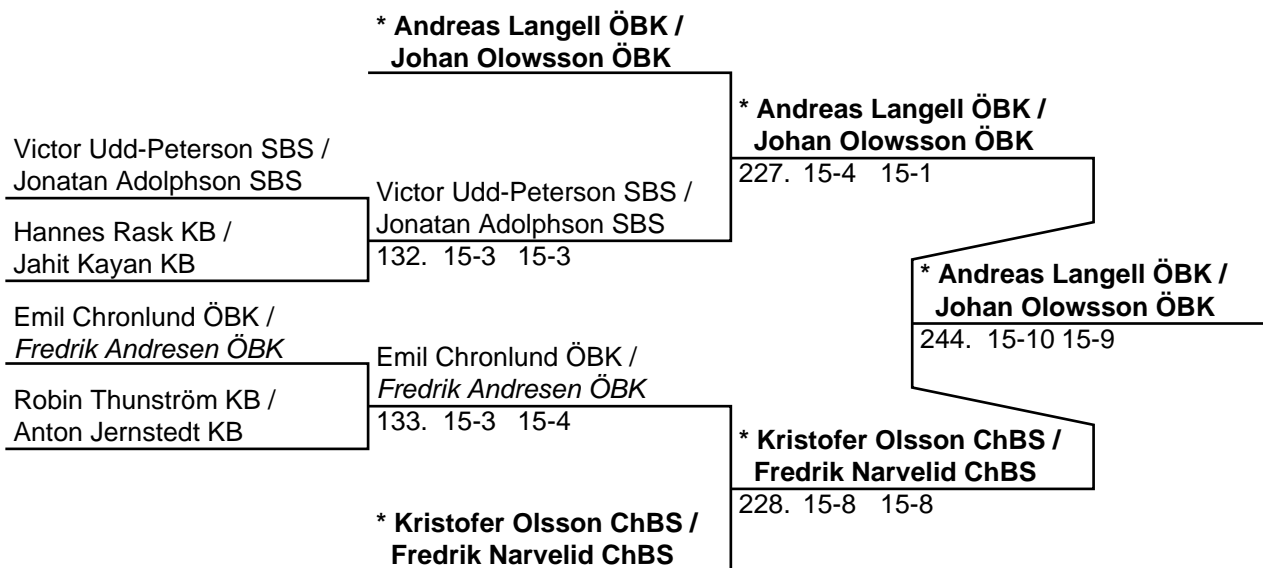 * Andreas Langell ÖBK /
Johan Olowsson ÖBK
* Andreas Langell ÖBK /
Johan Olowsson ÖBK
227. 15-4 15-1
Victor Udd-Peterson SBS /
Jonatan Adolphson SBS
Victor Udd-Peterson SBS /
Jonatan Adolphson SBS
132. 15-3 15-3
Hannes Rask KB /
Jahit Kayan KB
* Andreas Langell ÖBK /
Johan Olowsson ÖBK
244. 15-10 15-9
Emil Chronlund ÖBK /
Fredrik Andresen ÖBK
Emil Chronlund ÖBK /
Fredrik Andresen ÖBK
133. 15-3 15-4
Robin Thunström KB /
Anton Jernstedt KB
* Kristofer Olsson ChBS /
Fredrik Narvelid ChBS
228. 15-8 15-8
* Kristofer Olsson ChBS /
Fredrik Narvelid ChBS